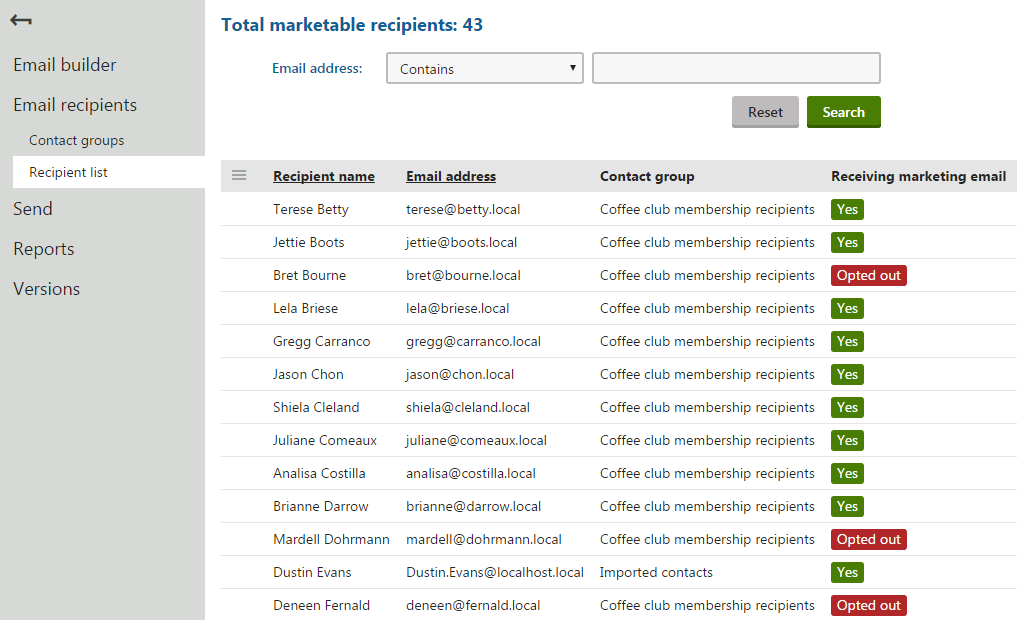 Email builder
Email recipients
Contact groups
Recipient list
Send
Reports
Versions
Total marketable recipients: 43
Email address: Contains
Reset Search
Recipient name Email address Contact group Receiving marketing email
Terese Betty terese@betty.local Coffee club membership recipients Yes
Jettie Boots jettie@boots.local Coffee club membership recipients Yes
Bret Bourne bret@bourne.local Coffee club membership recipients Opted out
Lela Briese lela@briese.local Coffee club membership recipients Yes
Gregg Carranco gregg@carranco.local Coffee club membership recipients Yes
Jason Chon jason@chon.local Coffee club membership recipients Yes
Shiela Cleland shiela@cleland.local Coffee club membership recipients Yes
Juliane Comeaux juliane@comeaux.local Coffee club membership recipients Yes
Analisa Costilla analisa@costilla.local Coffee club membership recipients Yes
Brianne Darrow brianne@darrow.local Coffee club membership recipients Yes
Mardell Dohrmann mardell@dohrmann.local Coffee club membership recipients Opted out
Dustin Evans Dustin.Evans@localhost.local Imported contacts Yes
Deneen Fernald deneen@fernald.local Coffee club membership recipients Opted out